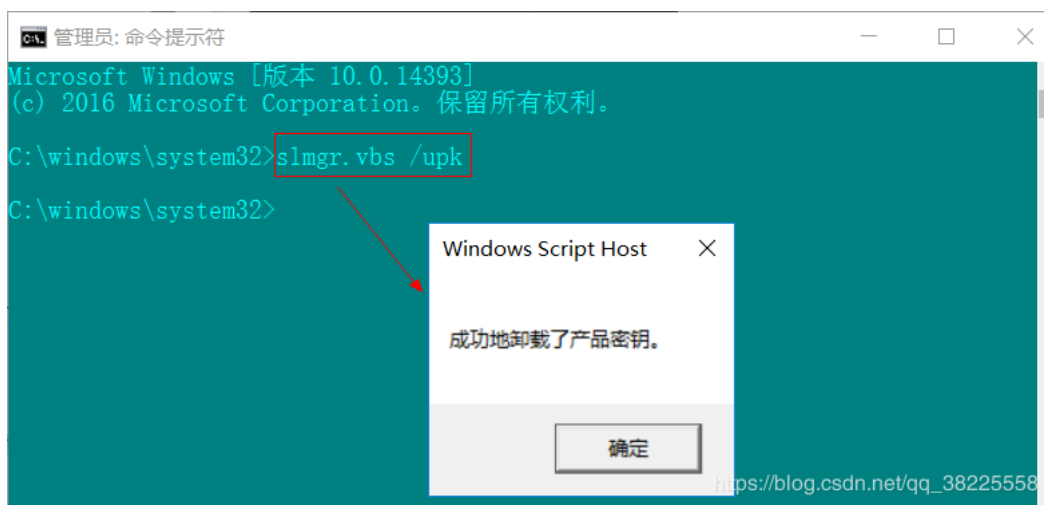 管理员: 命令提示符
Microsoft Windows [版本 10.0.14393]
(c) 2016 Microsoft Corporation。保留所有权利。
C:\windows\system32>slmgr.vbs /upk
C:\windows\system32>
Windows Script Host
成功地卸载了产品密钥。
确定
https://blog.csdn.net/qq_38225558